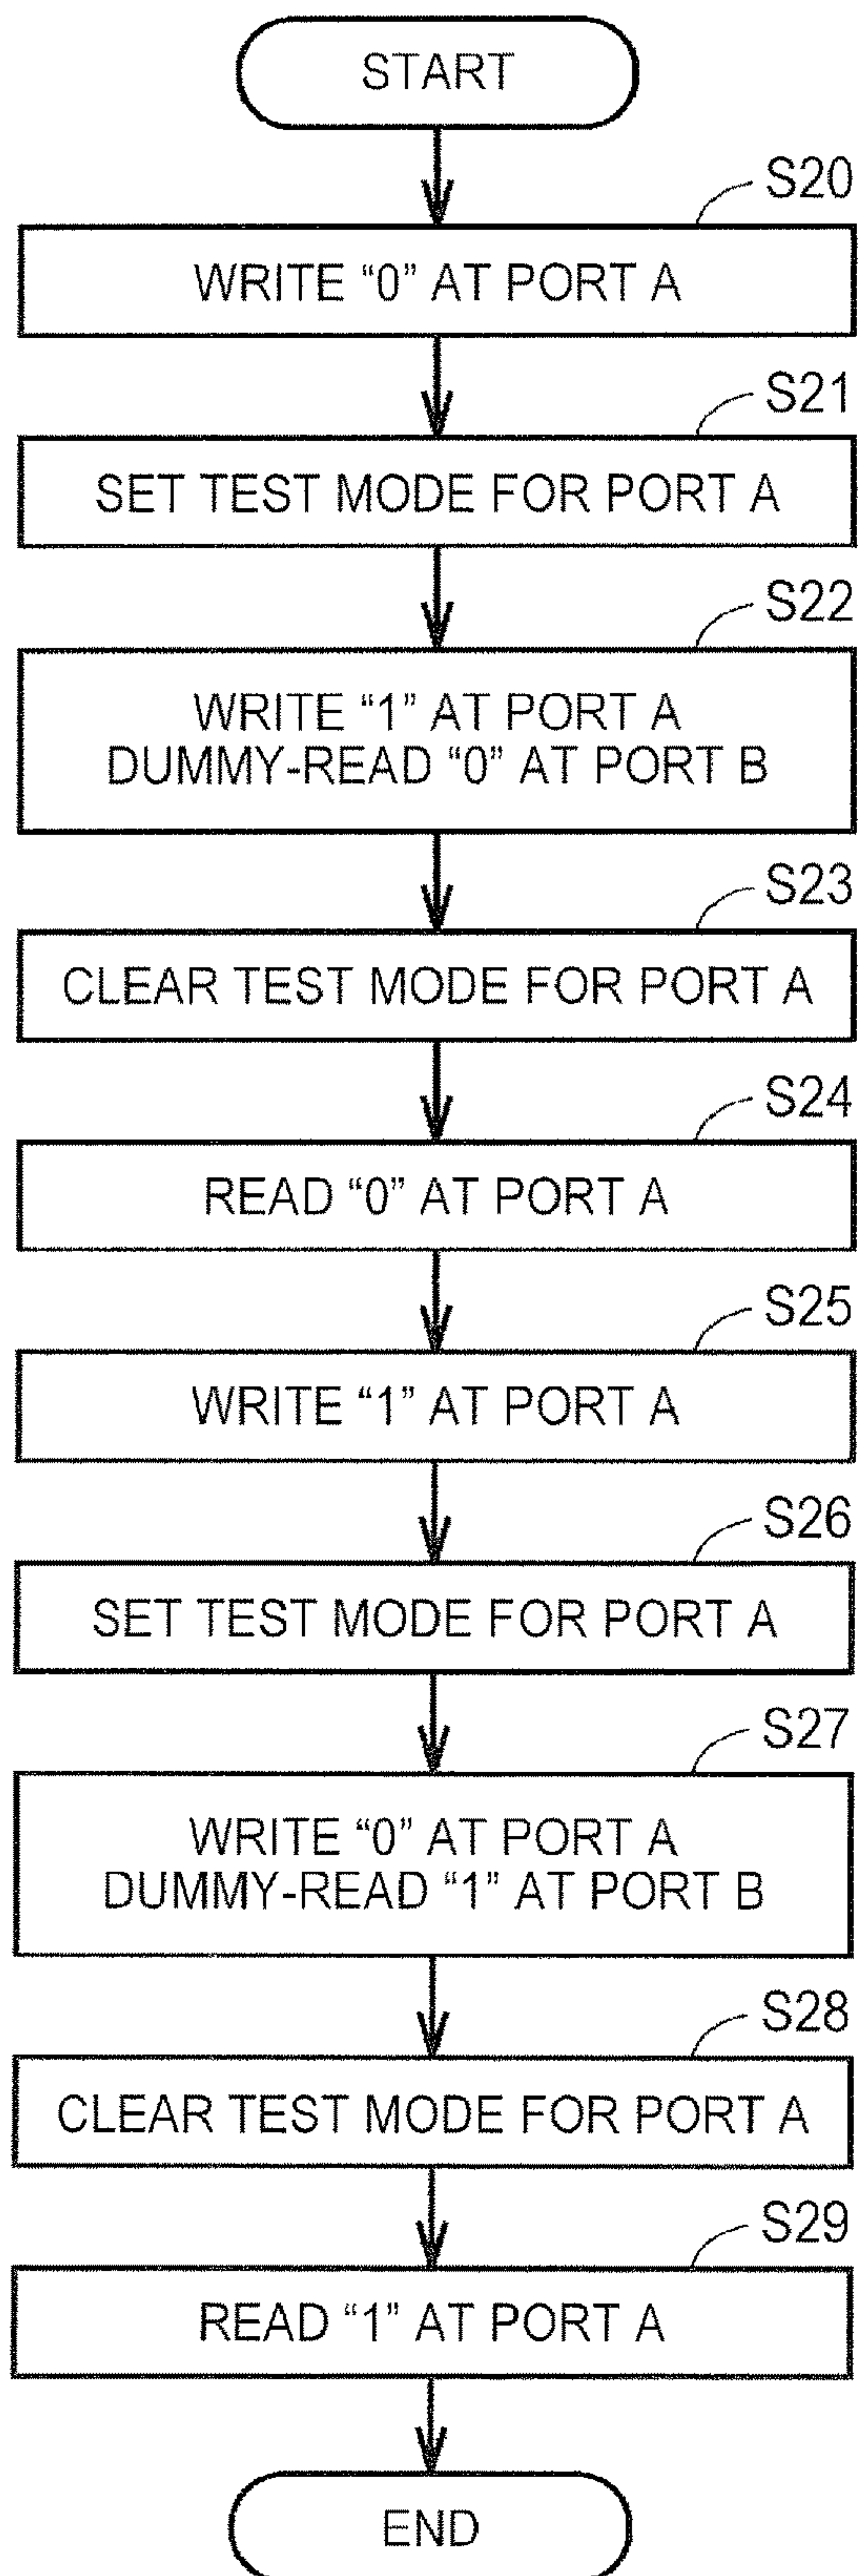 START
S20
WRITE “0” AT PORT A
S21
SET TEST MODE FOR PORT A
S22
WRITE “1” AT PORT A
DUMMY-READ “0” AT PORT B
S23
CLEAR TEST MODE FOR PORT A
S24
READ “0” AT PORT A
S25
WRITE “1” AT PORT A
S26
SET TEST MODE FOR PORT A
S27
WRITE “0” AT PORT A
DUMMY-READ “1” AT PORT B
S28
CLEAR TEST MODE FOR PORT A
S29
READ “1” AT PORT A
END